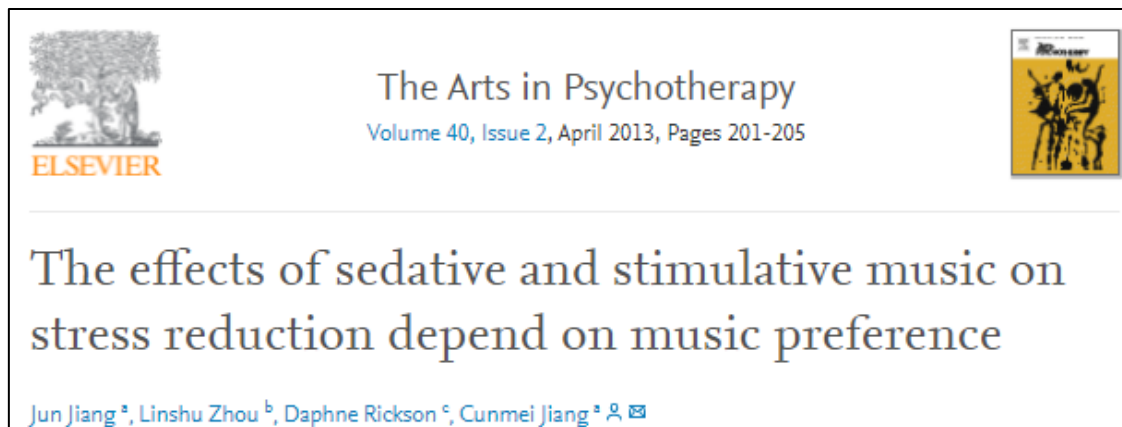 The Arts in Psychotherapy
Volume 40, Issue 2, April 2013, Pages 201-205
ELSEVIER
The effects of sedative and stimulative music on
stress reduction depend on music preference
Jun Jiang a, Linshu Zhou b, Daphne Rickson c, Cunmei Jiang a